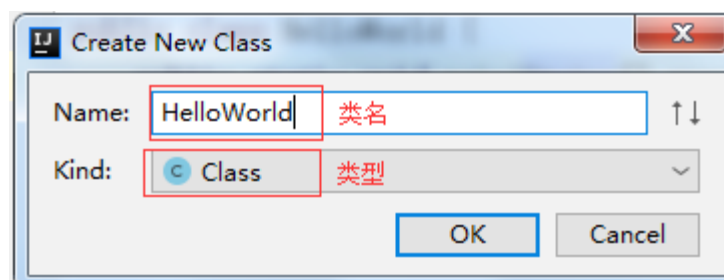 Create New Class
Name: HelloWorld 类名
Kind: C Class 类型
OK Cancel